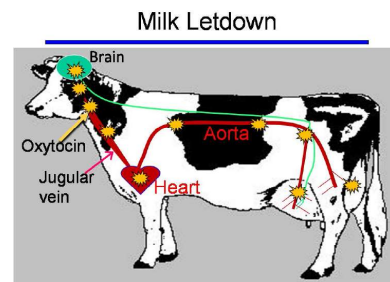 Milk Letdown
Brain
Oxytocin
Aorta
Jugular
vein
Heart